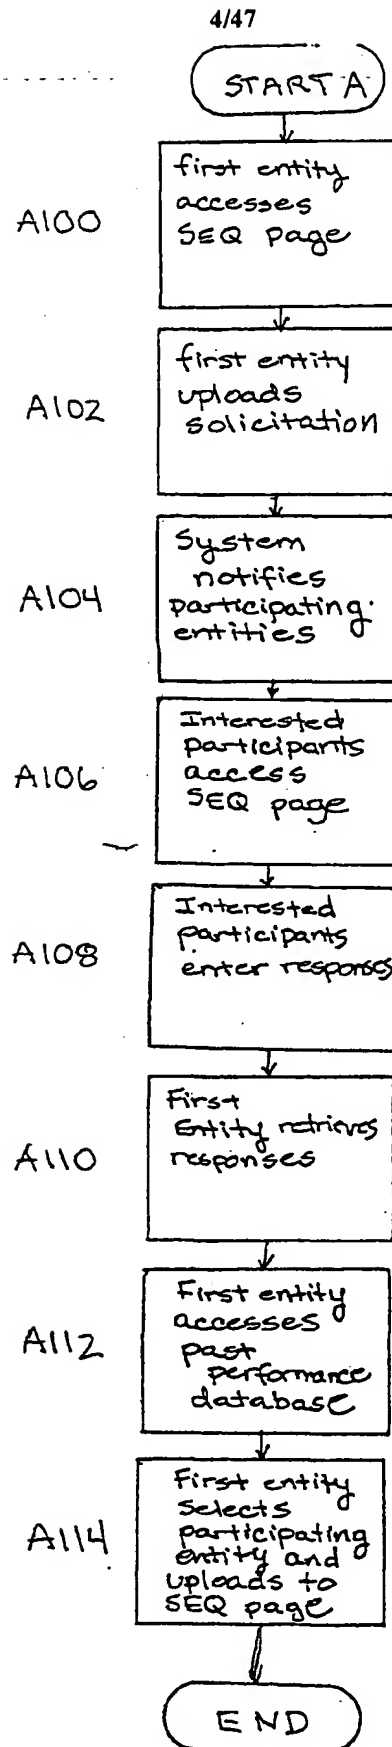 4/47
START A
A100
first entity
accesses
SEQ page
A102
first entity
uploads
solicitation
A104
System
notifies
participating
entities
A106
Interested
participants
access
SEQ page
A108
Interested
participants
enter responses
A110
First
Entity retrieves
responses
A112
First entity
accesses
past
performance
database
A114
First entity
selects
participating
entity and
uploads to
SEQ page
END